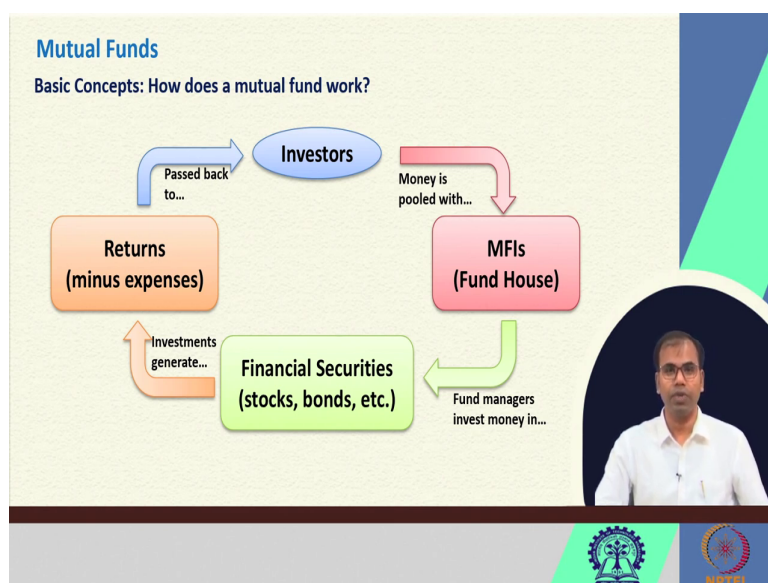 Mutual Funds
Basic Concepts: How does a mutual fund work?
Investors
Passed back
to...
Money is
pooled with...
Returns
(minus expenses)
MFIs
(Fund House)
Investments
generate...
Financial Securities
(stocks, bonds, etc.)
Fund managers
invest money in...
NPTEL